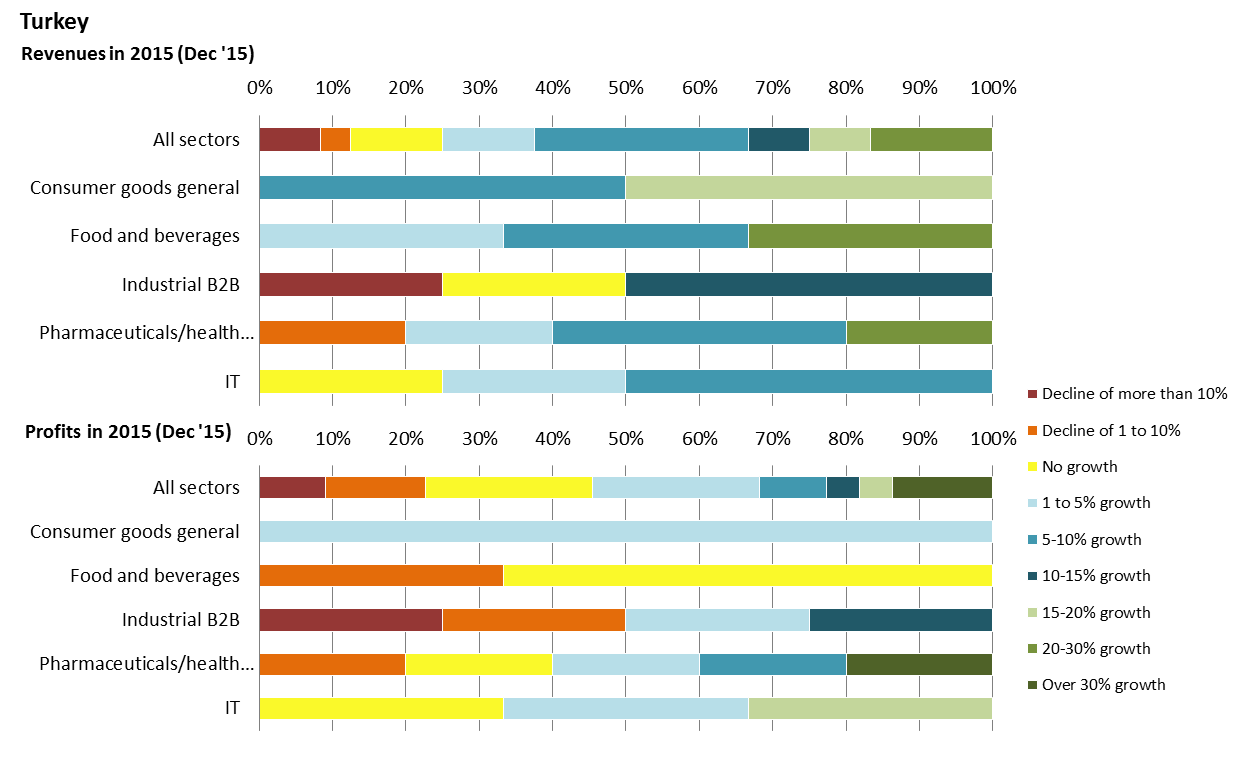 Turkey
Revenues in 2015 (Dec '15)
0% 10% 20% 30% 40% 50% 60% 70% 80% 90% 100%
All sectors
Consumer goods general
Food and beverages
Industrial B2B
Pharmaceuticals/health...
IT
Profits in 2015 (Dec '15)
0% 10% 20% 30% 40% 50% 60% 70% 80% 90% 100%
All sectors
Consumer goods general
Food and beverages
Industrial B2B
Pharmaceuticals/health...
IT
Decline of more than 10%
Decline of 1 to 10%
No growth
1 to 5% growth
5-10% growth
10-15% growth
15-20% growth
20-30% growth
Over 30% growth